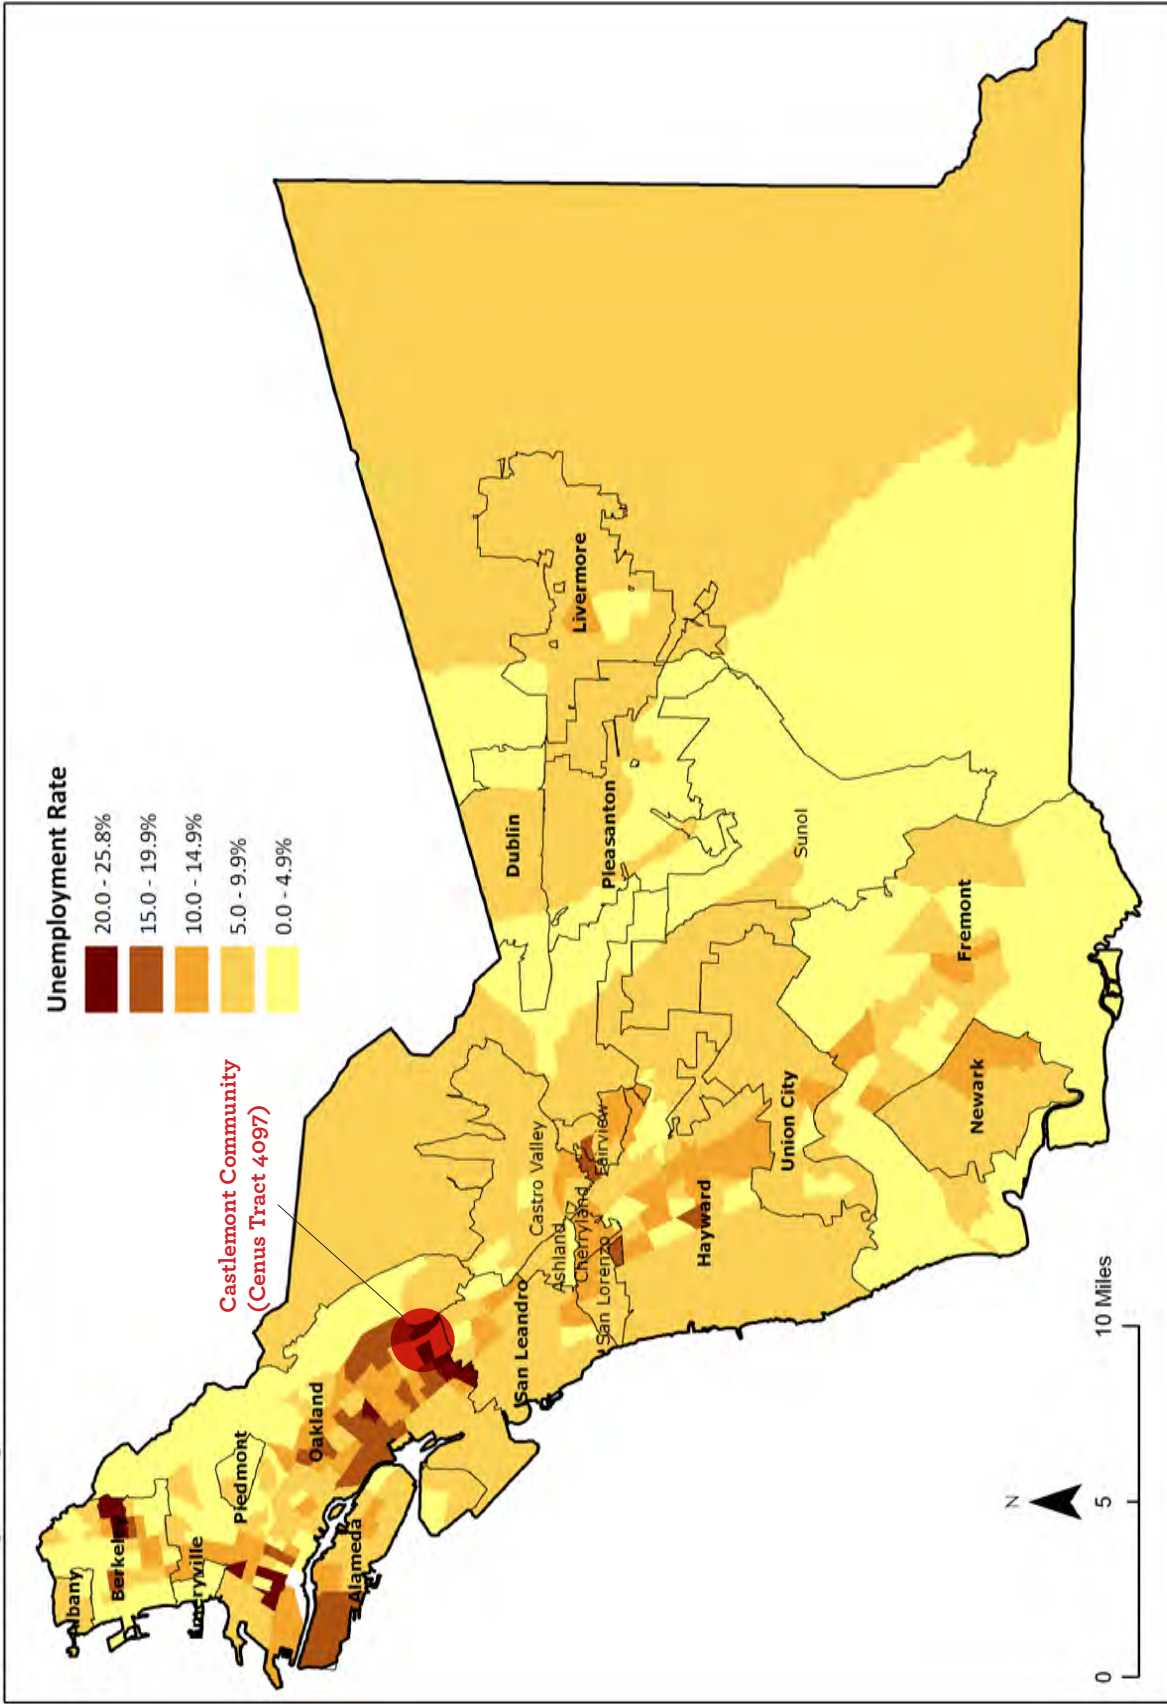 Unemployment Rate
20.0 - 25.8%
15.0 - 19.9%
10.0 - 14.9%
5.0 - 9.9%
0.0 - 4.9%
Castlemont Community
(Cenus Tract 4097)
Albany
Berkeley
Emeryville
Piedmont
Oakland
Alameda
San Leandro
Ashland
Castro Valley
Cherryland
San Lorenzo
Fairview
Hayward
Union City
Newark
Fremont
Sunol
Dublin
Pleasanton
Livermore
N
0
5
10 Miles